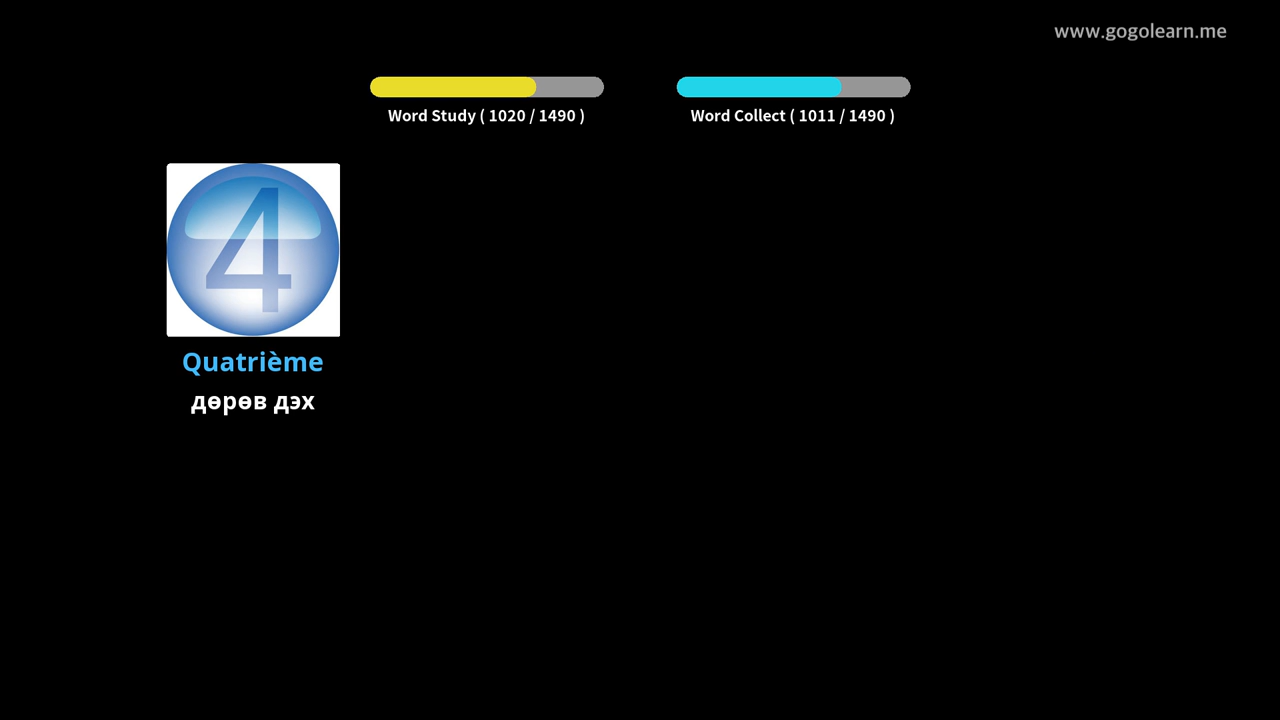 www.gogolearn.me
Word Study ( 1020 / 1490 )
Word Collect ( 1011 / 1490 )
4
Quatrième
дөрөв дэх